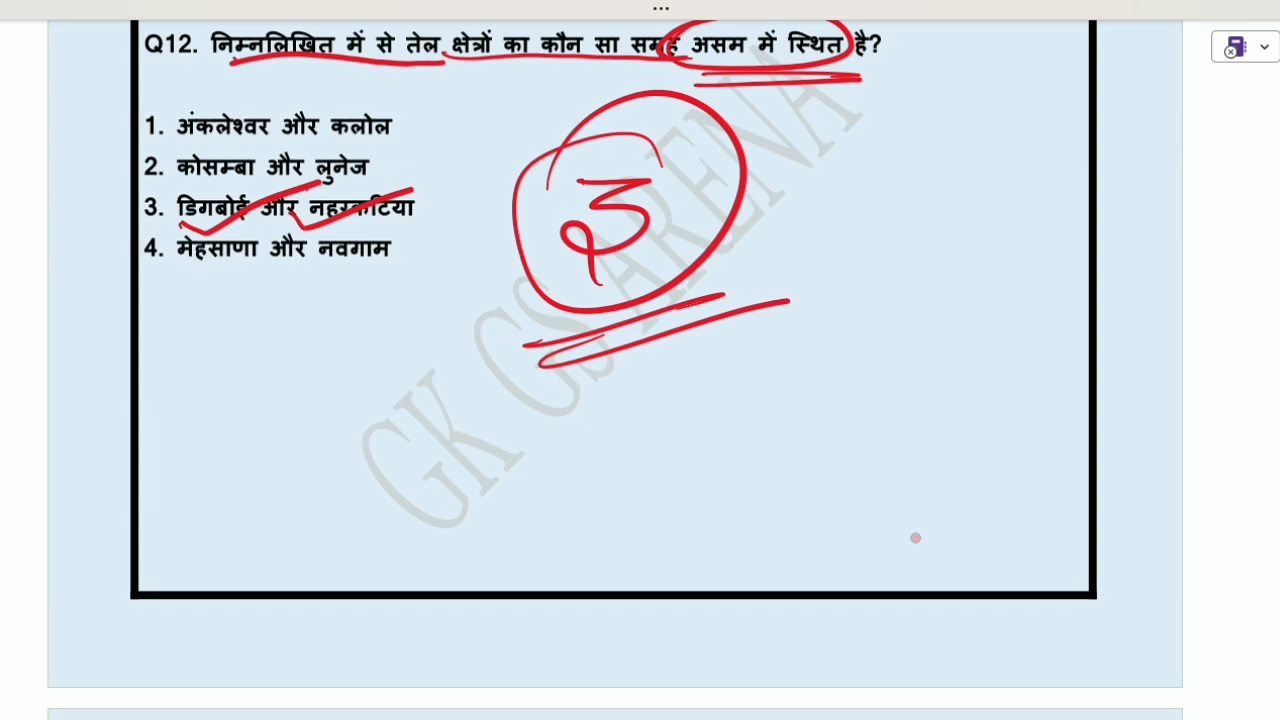 Q12. निम्नलिखित में से तेल क्षेत्रों का कौन सा समूह असम में स्थित है?
1. अंकलेश्वर और कलोल
2. कोसम्बा और लुनेज
3. डिगबोई और नहरकटिया
4. मेहसाणा और नवगाम
३
GK GS ARENA